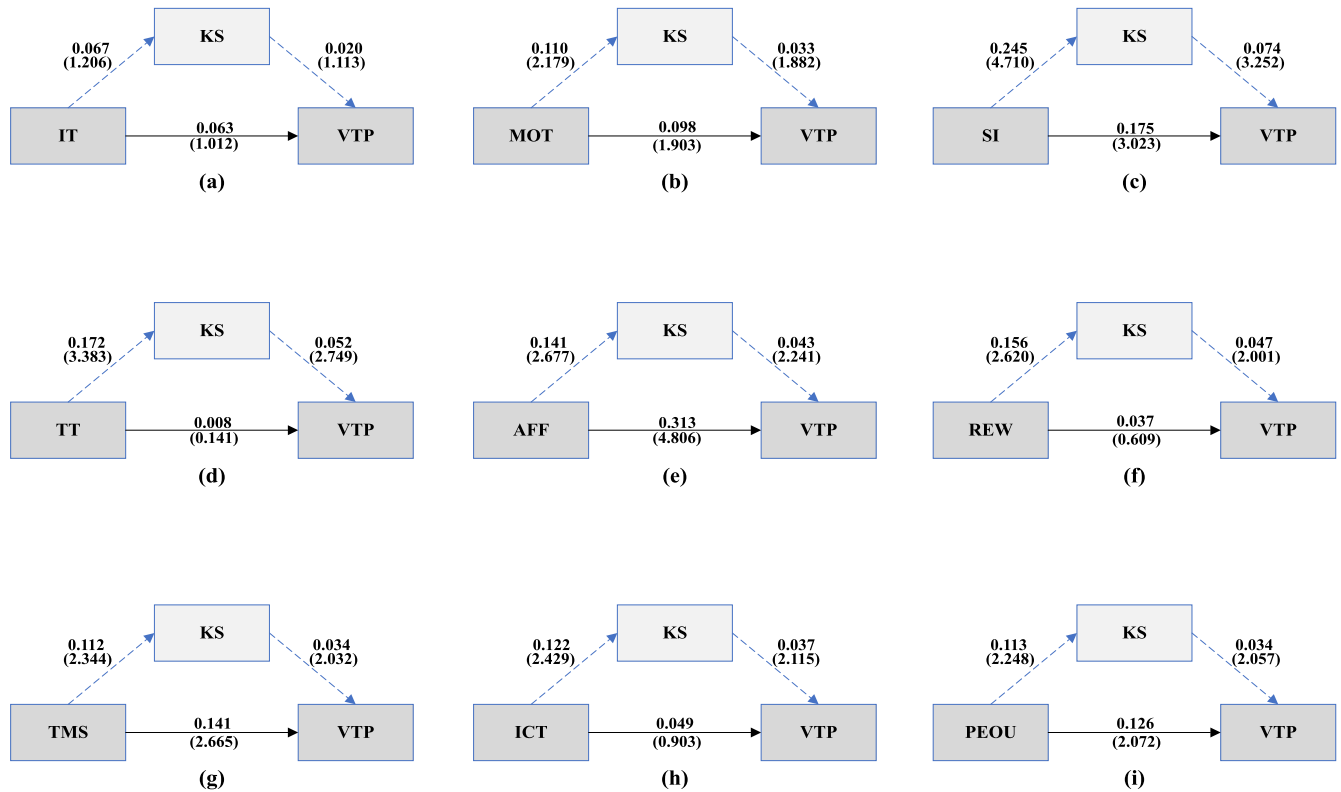 KS
0.067
(1.206)
0.020
(1.113)
IT
0.063
(1.012)
VTP
(a)
KS
0.110
(2.179)
0.033
(1.882)
MOT
0.098
(1.903)
VTP
(b)
KS
0.245
(4.710)
0.074
(3.252)
SI
0.175
(3.023)
VTP
(c)
KS
0.172
(3.383)
0.052
(2.749)
TT
0.008
(0.141)
VTP
(d)
KS
0.141
(2.677)
0.043
(2.241)
AFF
0.313
(4.806)
VTP
(e)
KS
0.156
(2.620)
0.047
(2.001)
REW
0.037
(0.609)
VTP
(f)
KS
0.112
(2.344)
0.034
(2.032)
TMS
0.141
(2.665)
VTP
(g)
KS
0.122
(2.429)
0.037
(2.115)
ICT
0.049
(0.903)
VTP
(h)
KS
0.113
(2.248)
0.034
(2.057)
PEOU
0.126
(2.072)
VTP
(i)